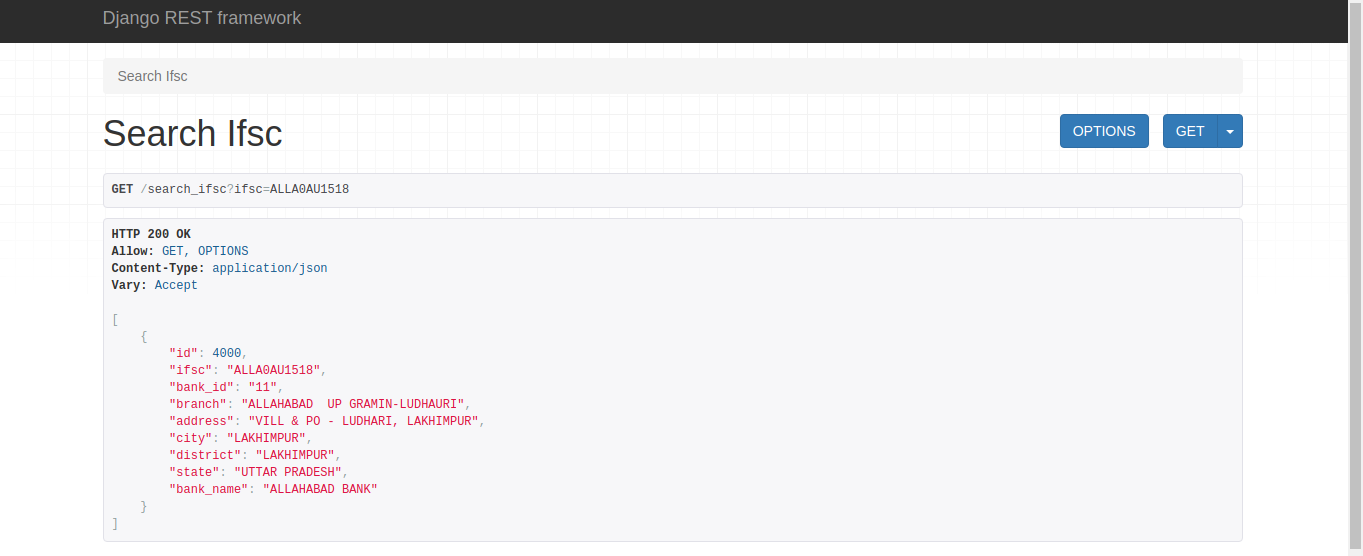 Django REST framework
Search Ifsc
Search Ifsc
OPTIONS
GET
GET /search_ifsc?ifsc=ALLA0AU1518
HTTP 200 OK
Allow: GET, OPTIONS
Content-Type: application/json
Vary: Accept
[
    {
        "id": 4000,
        "ifsc": "ALLA0AU1518",
        "bank_id": "11",
        "branch": "ALLAHABAD  UP GRAMIN-LUDHAURI",
        "address": "VILL & PO - LUDHARI, LAKHIMPUR",
        "city": "LAKHIMPUR",
        "district": "LAKHIMPUR",
        "state": "UTTAR PRADESH",
        "bank_name": "ALLAHABAD BANK"
    }
]